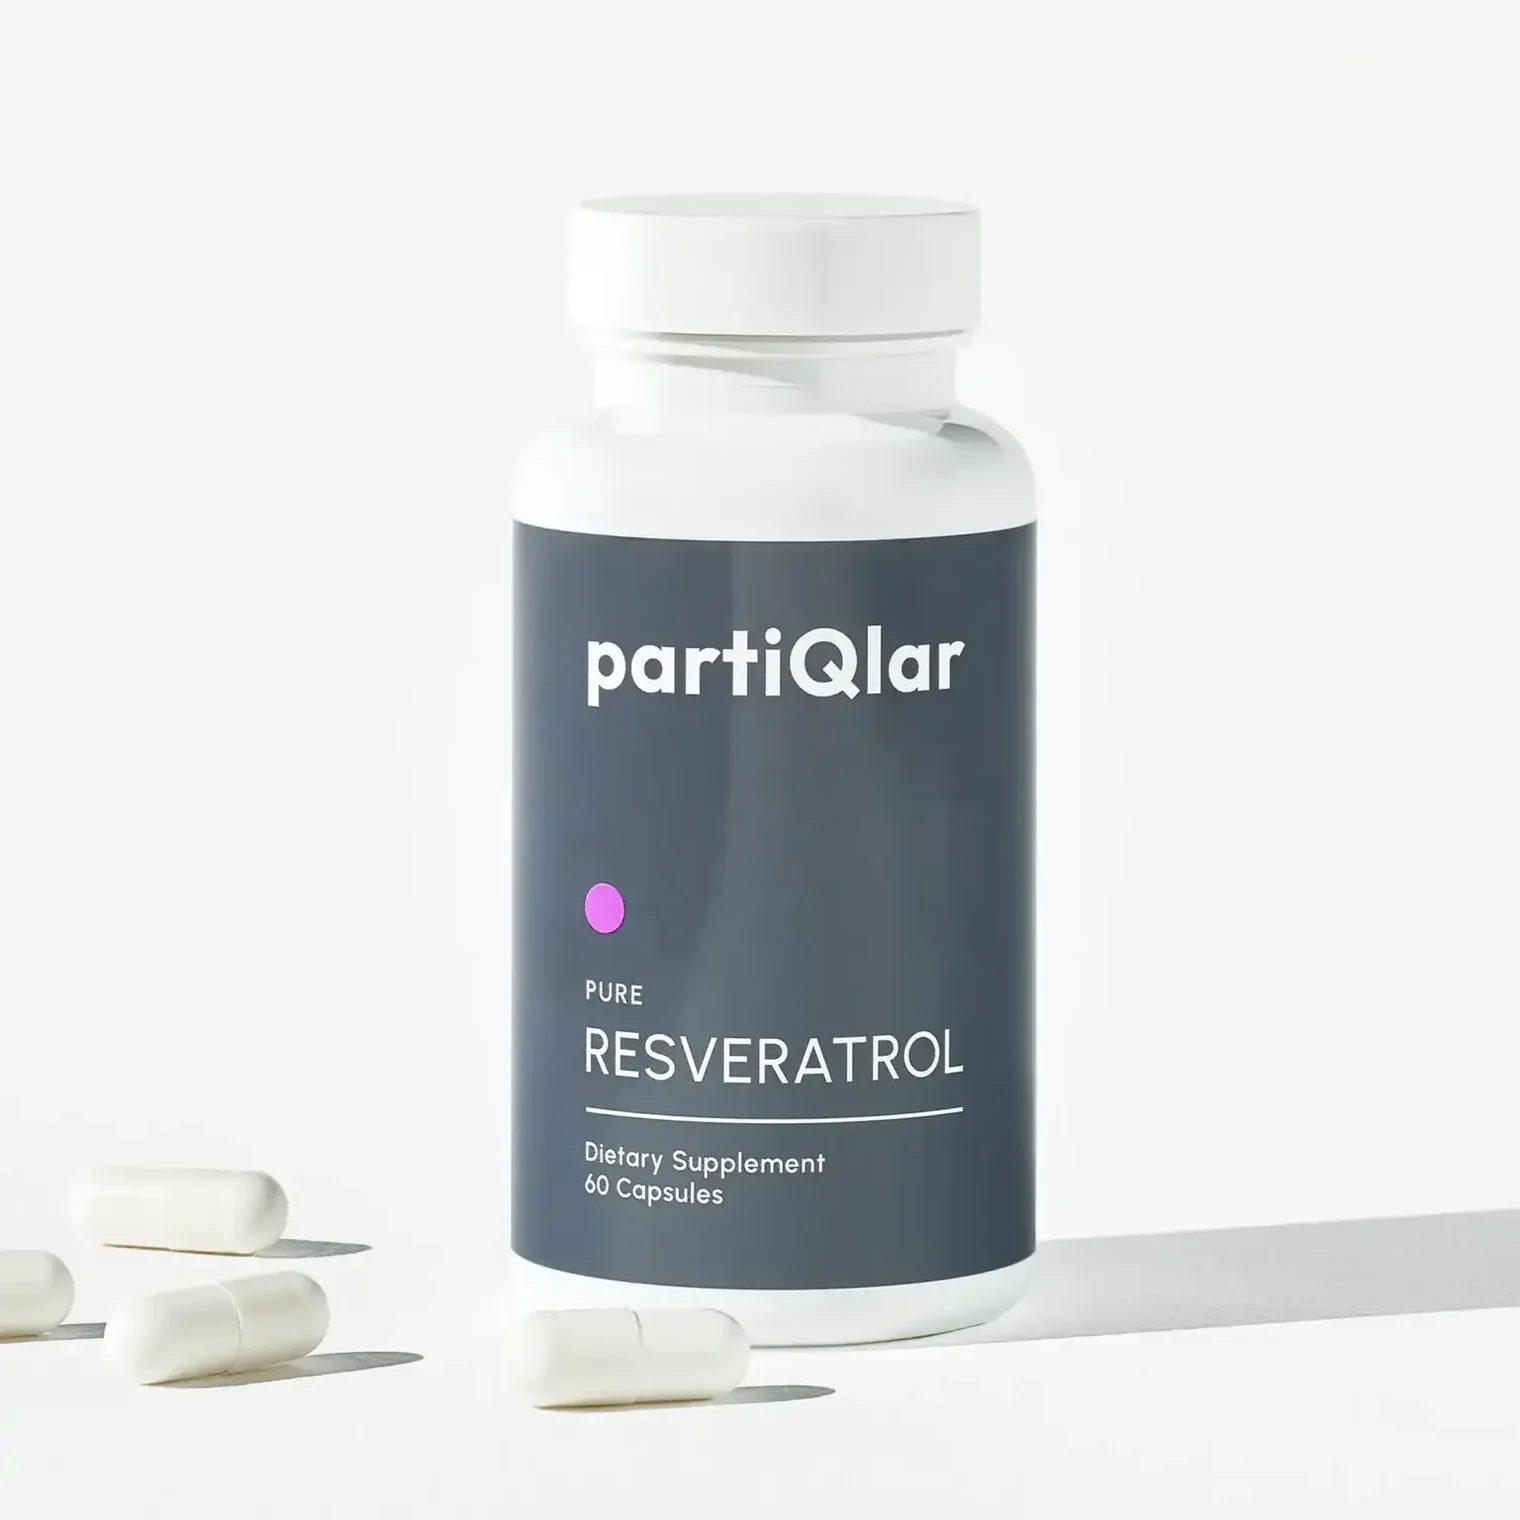 partiQlar
PURE
RESVERATROL
Dietary Supplement
60 Capsules